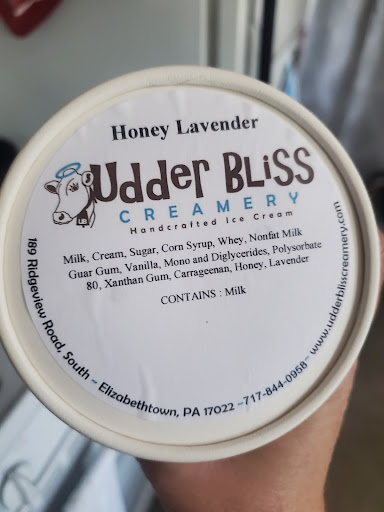 Honey Lavender
Udder BLiSS
CREAMERY
Handcrafted Ice Cream
Milk, Cream, Sugar, Corn Syrup, Whey, Nonfat Milk
Guar Gum, Vanilla, Mono and Diglycerides, Polysorbate
80, Xanthan Gum, Carrageenan, Honey, Lavender
CONTAINS : Milk
189 Ridgeview Road, South ~ Elizabethtown, PA 17022 ~717-844-0958~ www.udderblisscreamery.com